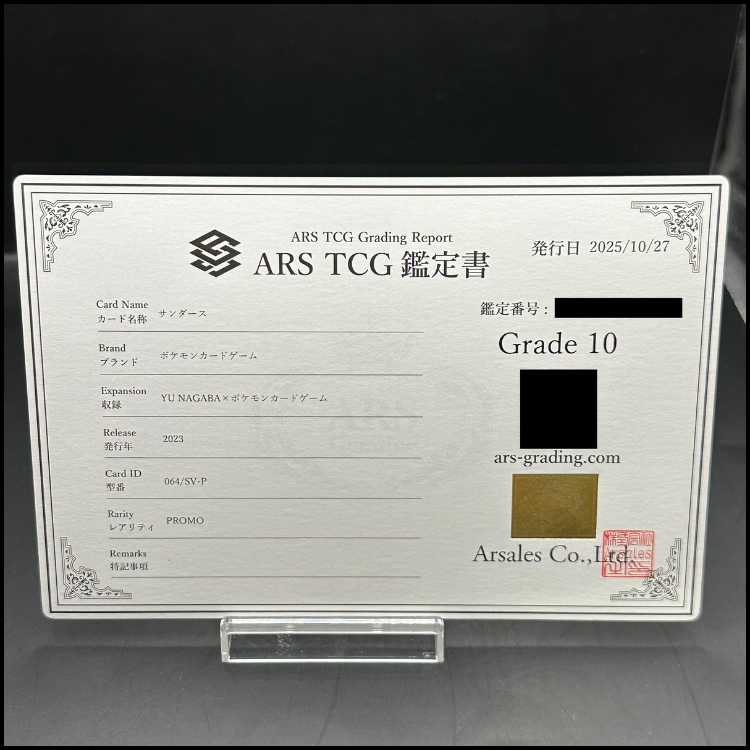 ARS TCG Grading Report
ARS TCG 鑑定書
発行日 2025/10/27
Card Name
カード名称 サンダース
Brand
ブランド ポケモンカードゲーム
Expansion
収録 YU NAGABA×ポケモンカードゲーム
Release
発行年 2023
Card ID
型番 064/SV-P
Rarity
レアリティ PROMO
Remarks
特記事項
鑑定番号：
Grade 10
ars-grading.com
Arsales Co.,Ltd.